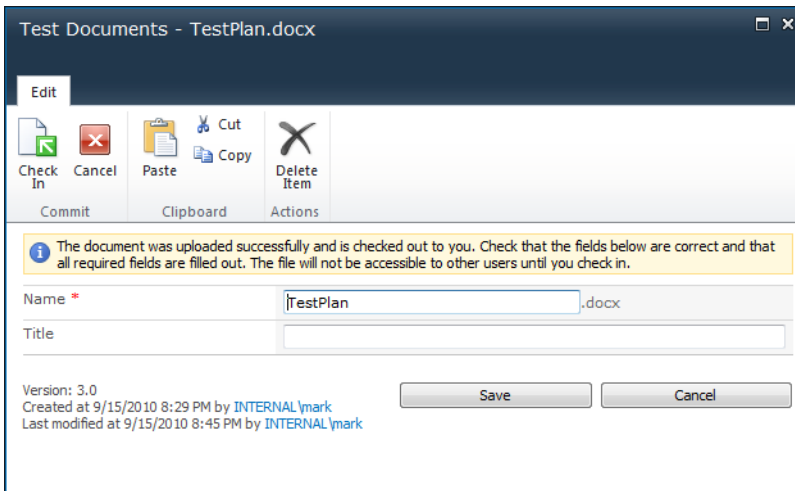 Test Documents - TestPlan.docx
Edit
Check In
Cancel
Paste
Cut
Copy
Delete Item
Commit
Clipboard
Actions
The document was uploaded successfully and is checked out to you. Check that the fields below are correct and that
all required fields are filled out. The file will not be accessible to other users until you check in.
Name *
TestPlan .docx
Title
Version: 3.0
Created at 9/15/2010 8:29 PM by INTERNAL\mark
Last modified at 9/15/2010 8:45 PM by INTERNAL\mark
Save
Cancel